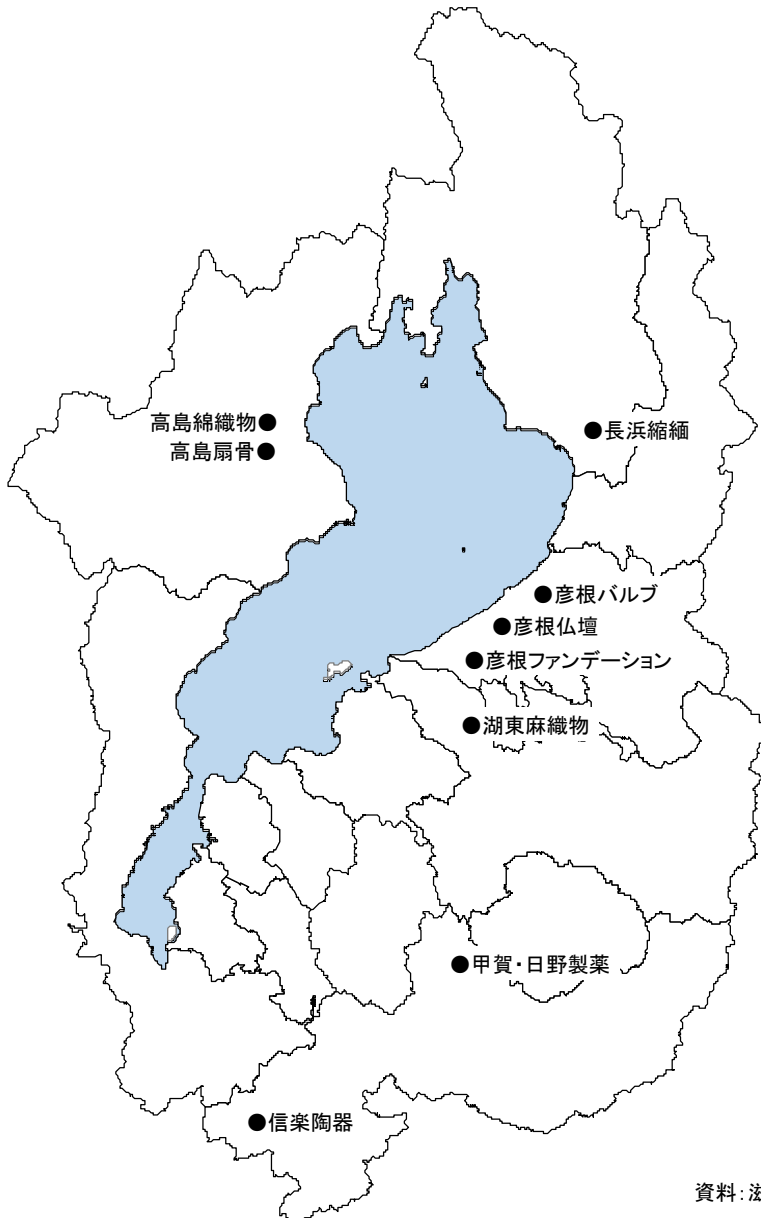 高島綿織物●
高島扇骨●
●長浜縮緬
●彦根バルブ
●彦根仏壇
●彦根ファンデーション
●湖東麻織物
●甲賀・日野製薬
●信楽陶器
資料:滋